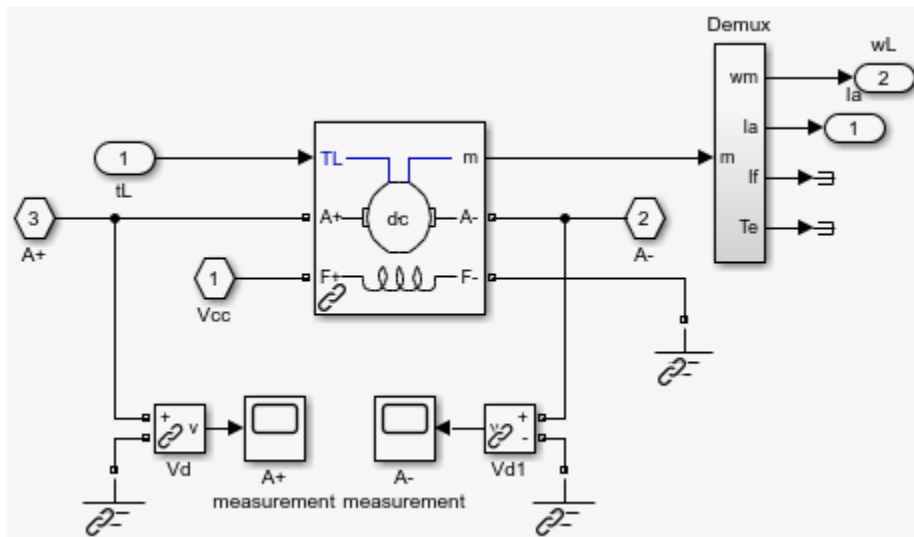 Demux
wL
wm
2
Ia
Ia
1
1
TL
m
m
tL
If
3
A+
dc
A-
2
Te
A+
A-
1
F+
F-
Vcc
+
v
v
+
-
Vd
A+
measurement
A-
measurement
Vd1